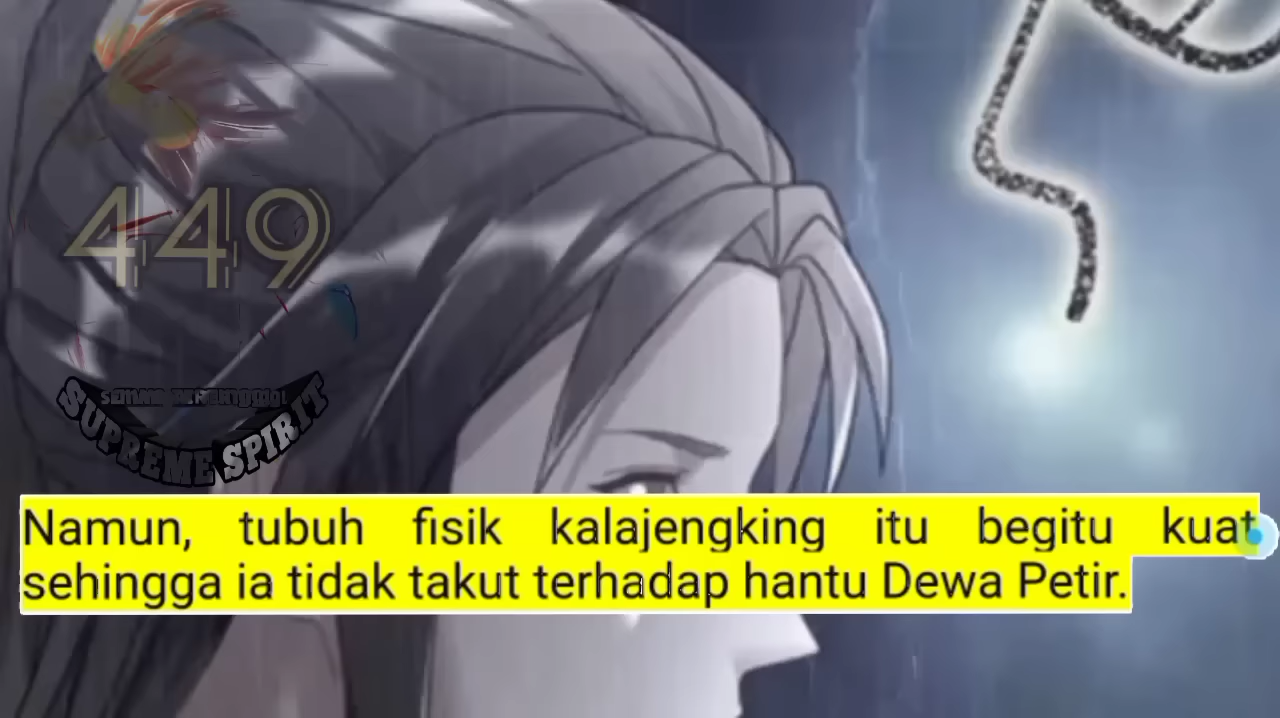 449
SUPREME SPIRIT
Namun, tubuh fisik kalajengking itu begitu kuat
sehingga ia tidak takut terhadap hantu Dewa Petir.